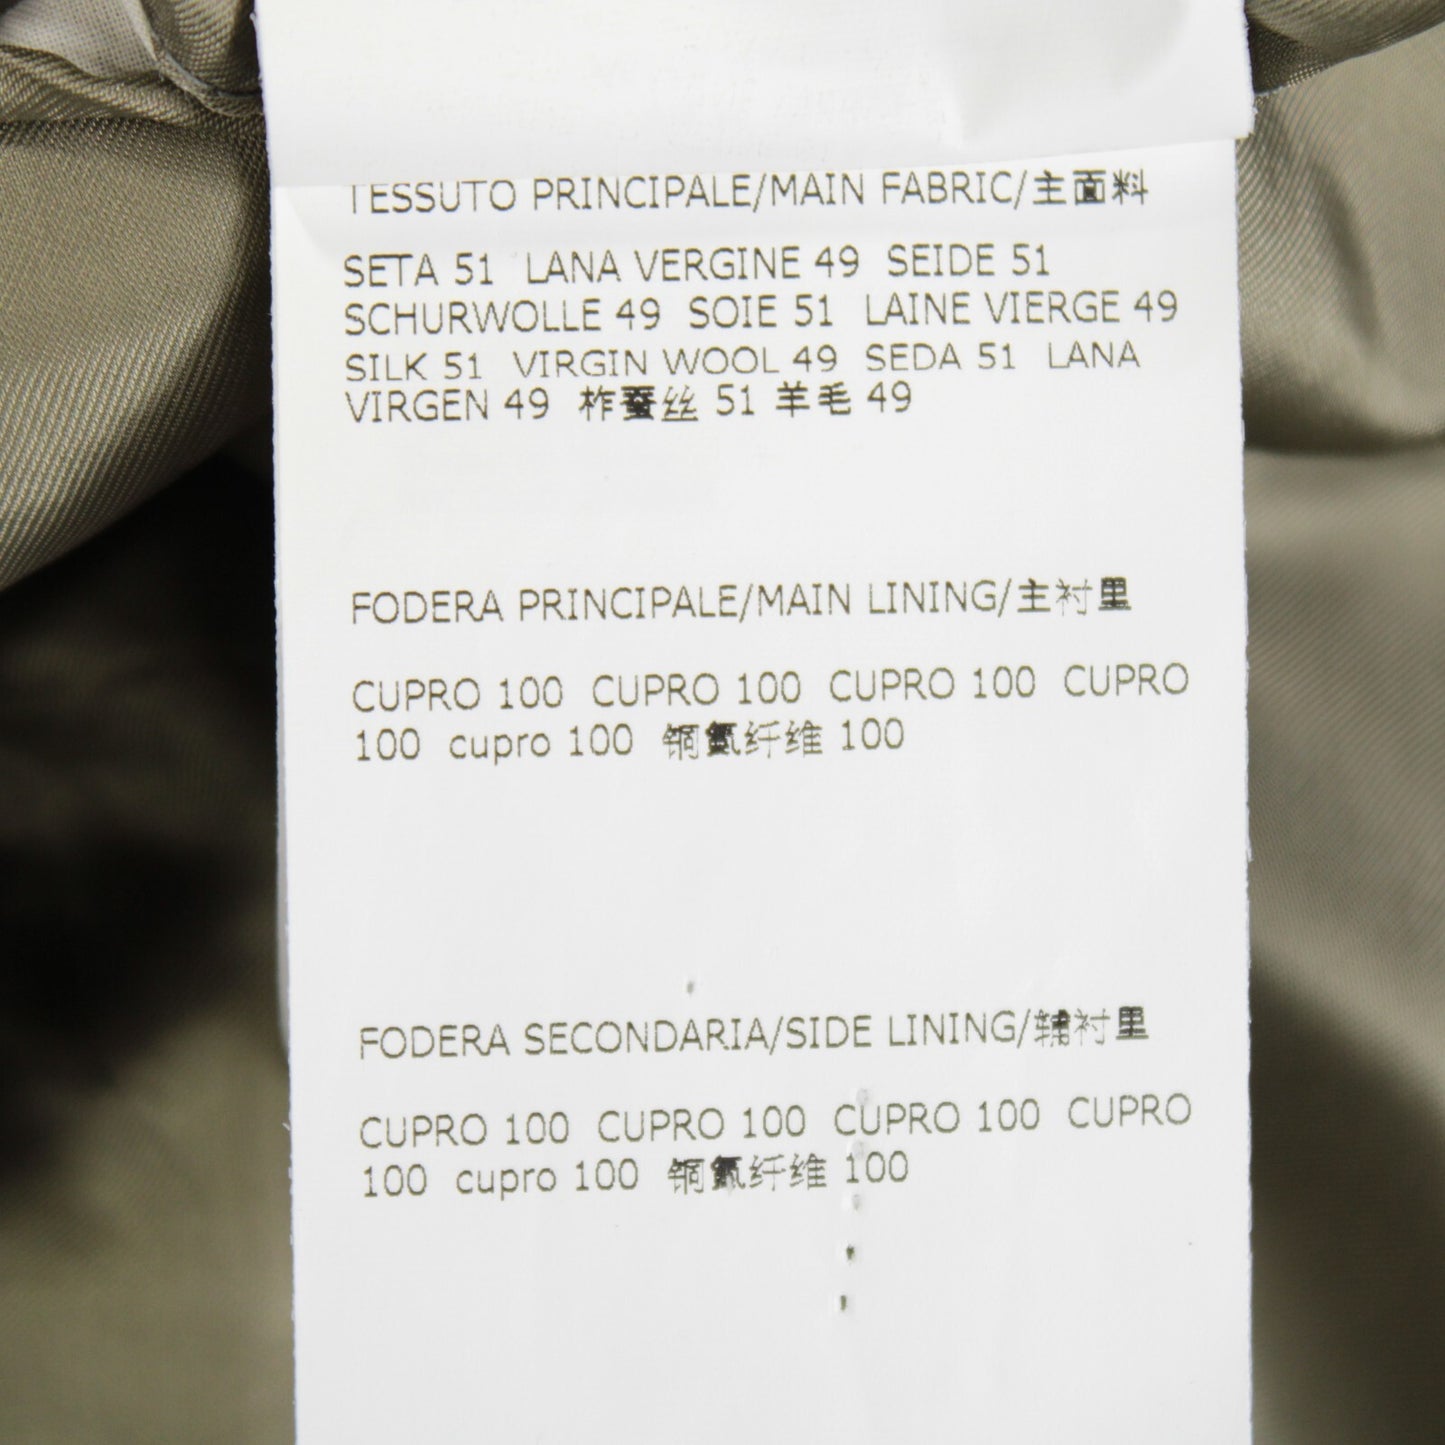 TESSUTO PRINCIPALE/MAIN FABRIC/主面料
SETA 51 LANA VERGINE 49 SEIDE 51
SCHURWOLLE 49 SOIE 51 LAINE VIERGE 49
SILK 51 VIRGIN WOOL 49 SEDA 51 LANA
VIRGEN 49 柞蚕丝 51 羊毛 49
FODERA PRINCIPALE/MAIN LINING/主衬里
CUPRO 100 CUPRO 100 CUPRO 100 CUPRO
100 cupro 100 铜氨纤维 100
FODERA SECONDARIA/SIDE LINING/辅衬里
CUPRO 100 CUPRO 100 CUPRO 100 CUPRO
100 cupro 100 铜氨纤维 100